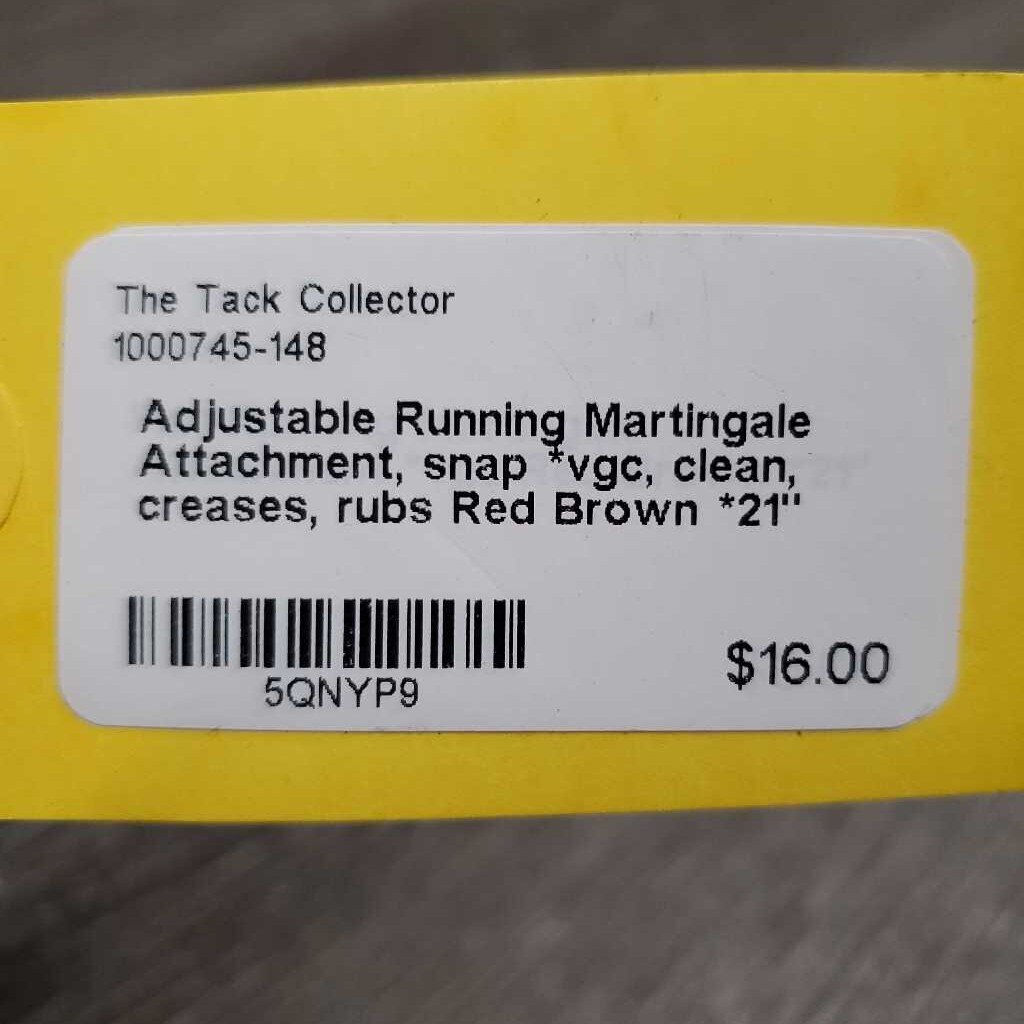 The Tack Collector
1000745-148
Adjustable Running Martingale
Attachment, snap *vgc, clean,
creases, rubs Red Brown *21"
5QNYP9
$16.00